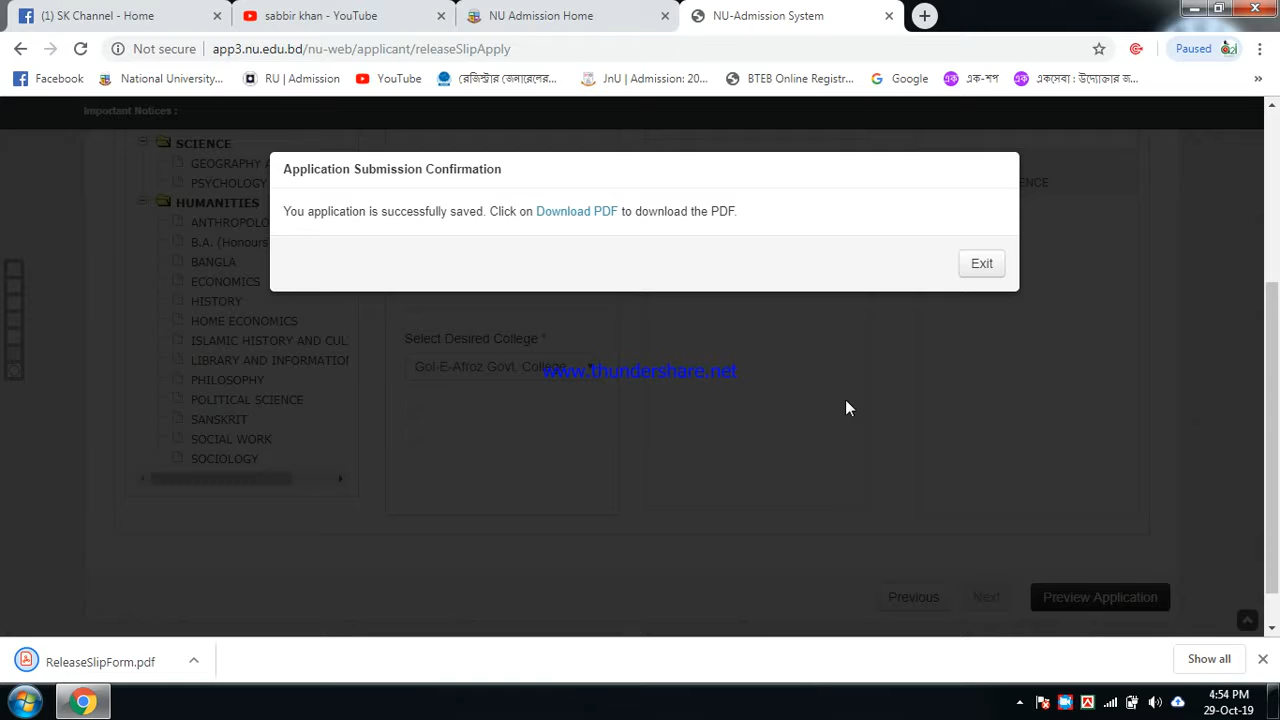 (1) SK Channel - Home
sabbir khan - YouTube
NU Admission Home
NU-Admission System
Not secure
app3.nu.edu.bd/nu-web/applicant/releaseSlipApply
Paused
Facebook
National University...
RU | Admission
YouTube
রেজিস্টার জেনারেলের...
JnU | Admission: 20...
BTEB Online Registr...
Google
এক-শপ
একসেবা : উদ্যোক্তার জ...
»
Important Notices :
SCIENCE
GEOGRAPHY A
PSYCHOLOGY
HUMANITIES
ANTHROPOLO
B.A. (Honours
BANGLA
ECONOMICS
HISTORY
HOME ECONOMICS
ISLAMIC HISTORY AND CUL
LIBRARY AND INFORMATION
PHILOSOPHY
POLITICAL SCIENCE
SANSKRIT
SOCIAL WORK
SOCIOLOGY
ENCE
Application Submission Confirmation
You application is successfully saved. Click on Download PDF to download the PDF.
Exit
Select Desired College *
Gol-E-Afroz Govt. College
www.thundershare.net
Previous
Next
Preview Application
ReleaseSlipForm.pdf
Show all
4:54 PM
29-Oct-19